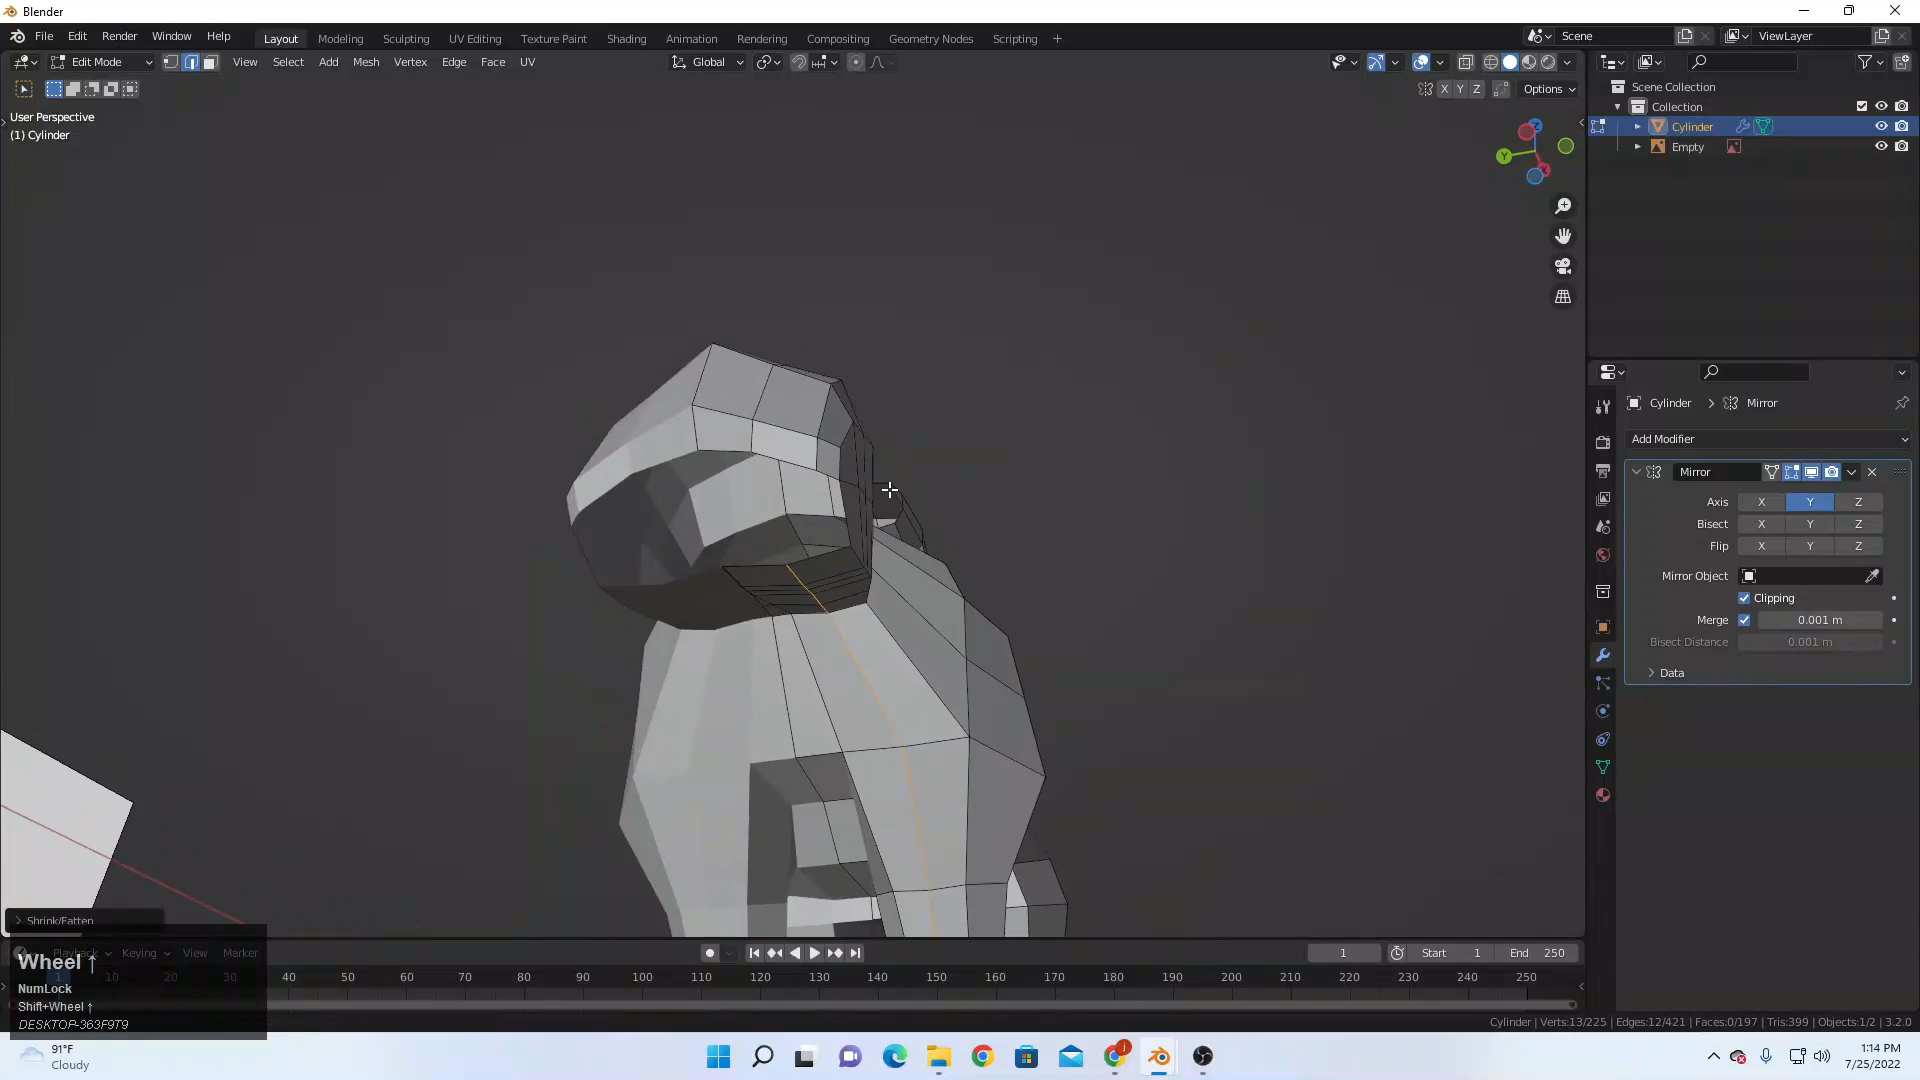 Blender
File Edit Render Window Help
Layout Modeling Sculpting UV Editing Texture Paint Shading Animation Rendering Compositing Geometry Nodes Scripting +
Scene
ViewLayer
Edit Mode
View Select Add Mesh Vertex Edge Face UV
Global
X Y Z
Options
User Perspective
(1) Cylinder
Z
Y
X
Scene Collection
Collection
Cylinder
Empty
Cylinder > Mirror
Add Modifier
Mirror
Axis X Y Z
Bisect X Y Z
Flip X Y Z
Mirror Object
Clipping
Merge 0.001 m
Bisect Distance 0.001 m
Data
Shrink/Fatten
Playback Keying View Marker
1
Start 1
End 250
Wheel ↑
NumLock
Shift+Wheel ↑
DESKTOP-363F9T9
1 10 20 30 40 50 60 70 80 90 100 110 120 130 140 150 160 170 180 190 200 210 220 230 240 250
Cylinder | Verts:13/225 | Edges:12/421 | Faces:0/197 | Tris:399 | Objects:1/2 | 3.2.0
91°F
Cloudy
1:14 PM
7/25/2022